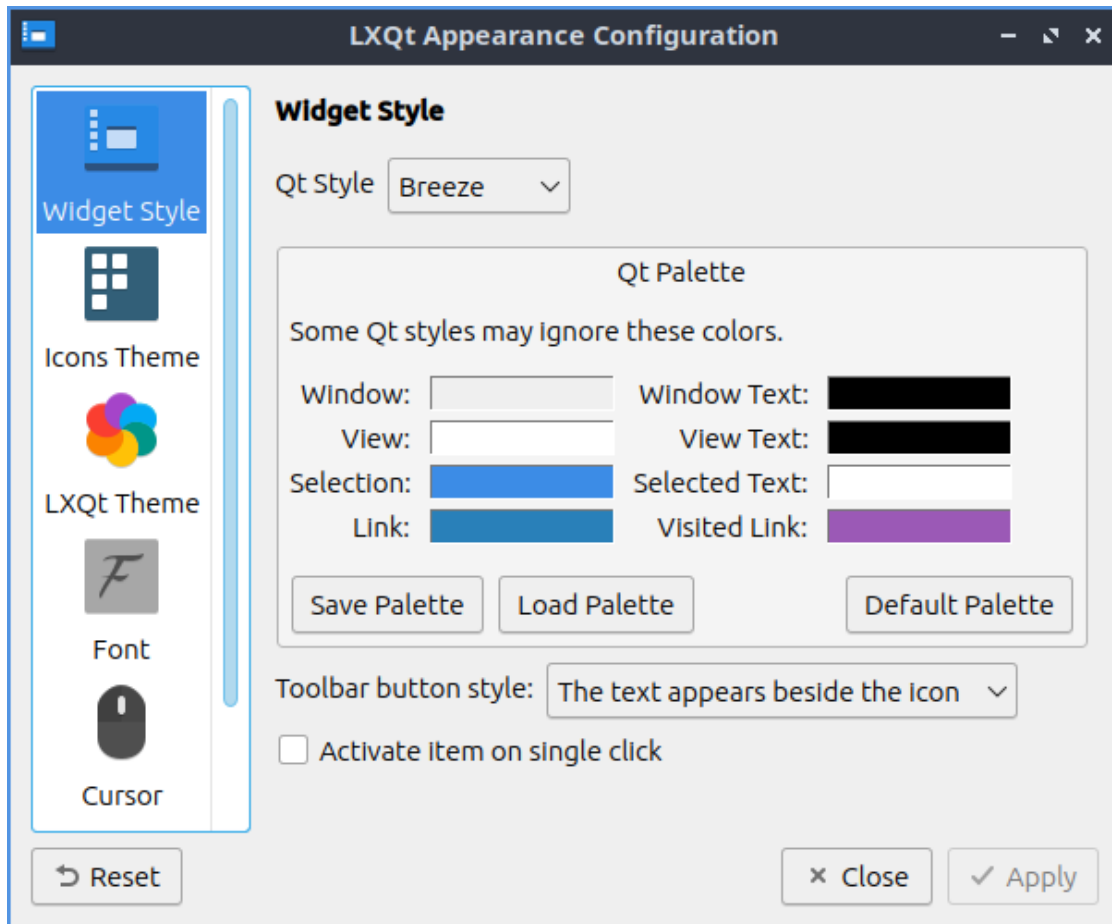 LXQt Appearance Configuration
Widget Style
Icons Theme
LXQt Theme
Font
Cursor
Widget Style
Qt Style Breeze
Qt Palette
Some Qt styles may ignore these colors.
Window: Window Text:
View: View Text:
Selection: Selected Text:
Link: Visited Link:
Save Palette Load Palette Default Palette
Toolbar button style: The text appears beside the icon
Activate item on single click
Reset Close Apply